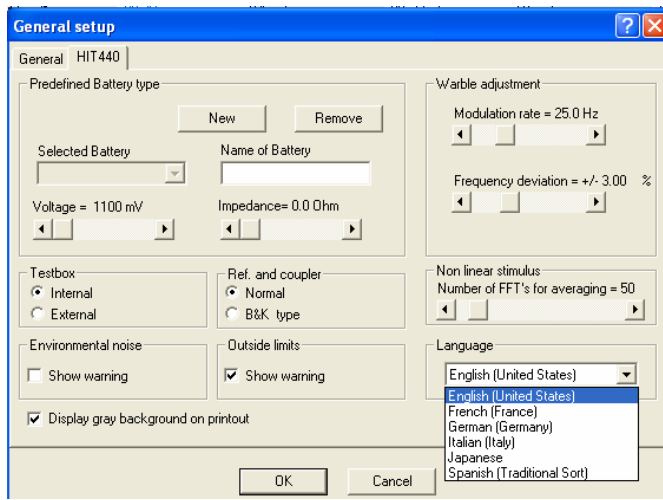 General setup
General HIT440
Predefined Battery type
New Remove
Selected Battery Name of Battery
Voltage = 1100 mV Impedance= 0.0 Ohm
Warble adjustment
Modulation rate = 25.0 Hz
Frequency deviation = +/- 3.00 %
Testbox
Internal
External
Ref. and coupler
Normal
B&K type
Non linear stimulus
Number of FFT's for averaging = 50
Environmental noise
Show warning
Outside limits
Show warning
Language
English (United States)
English (United States)
French (France)
German (Germany)
Italian (Italy)
Japanese
Spanish (Traditional Sort)
Display gray background on printout
OK Cancel